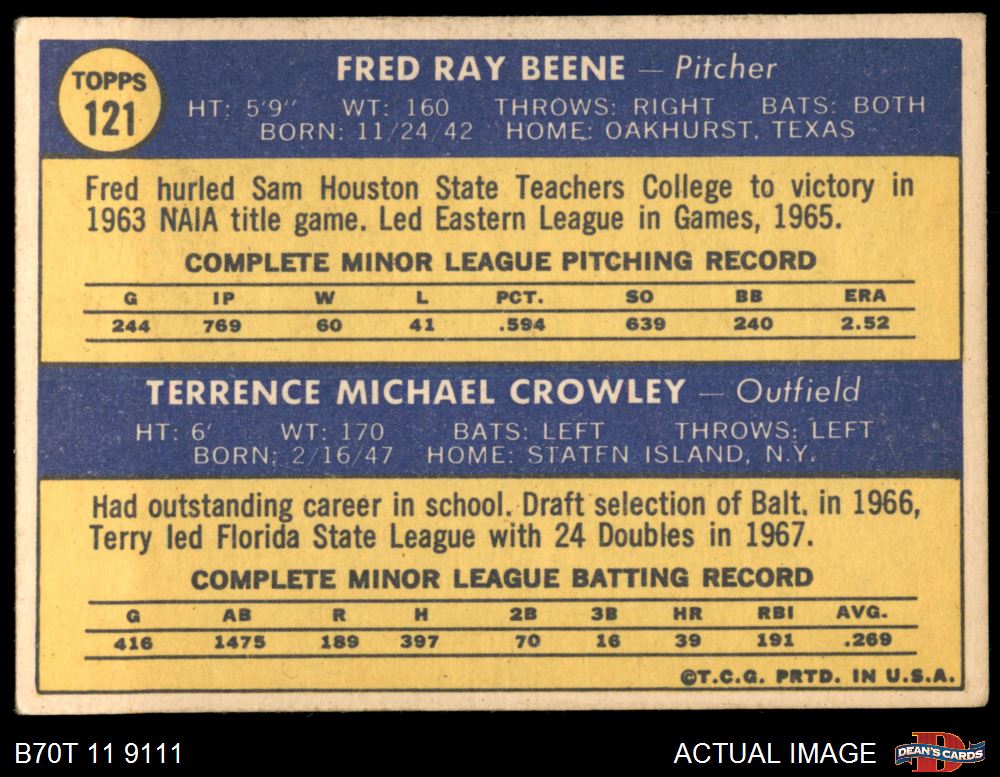 TOPPS
121
FRED RAY BEENE — Pitcher
HT: 5'9" WT: 160 THROWS: RIGHT BATS: BOTH
BORN: 11/24/42 HOME: OAKHURST, TEXAS
Fred hurled Sam Houston State Teachers College to victory in
1963 NAIA title game. Led Eastern League in Games, 1965.
COMPLETE MINOR LEAGUE PITCHING RECORD
G IP W L PCT. SO BB ERA
244 769 60 41 .594 639 240 2.52
TERRENCE MICHAEL CROWLEY — Outfield
HT: 6' WT: 170 BATS: LEFT THROWS: LEFT
BORN: 2/16/47 HOME: STATEN ISLAND, N.Y.
Had outstanding career in school. Draft selection of Balt. in 1966,
Terry led Florida State League with 24 Doubles in 1967.
COMPLETE MINOR LEAGUE BATTING RECORD
G AB R H 2B 3B HR RBI AVG.
416 1475 189 397 70 16 39 191 .269
©T.C.G. PRTD. IN U.S.A.
B70T 11 9111 ACTUAL IMAGE DEAN'S CARDS